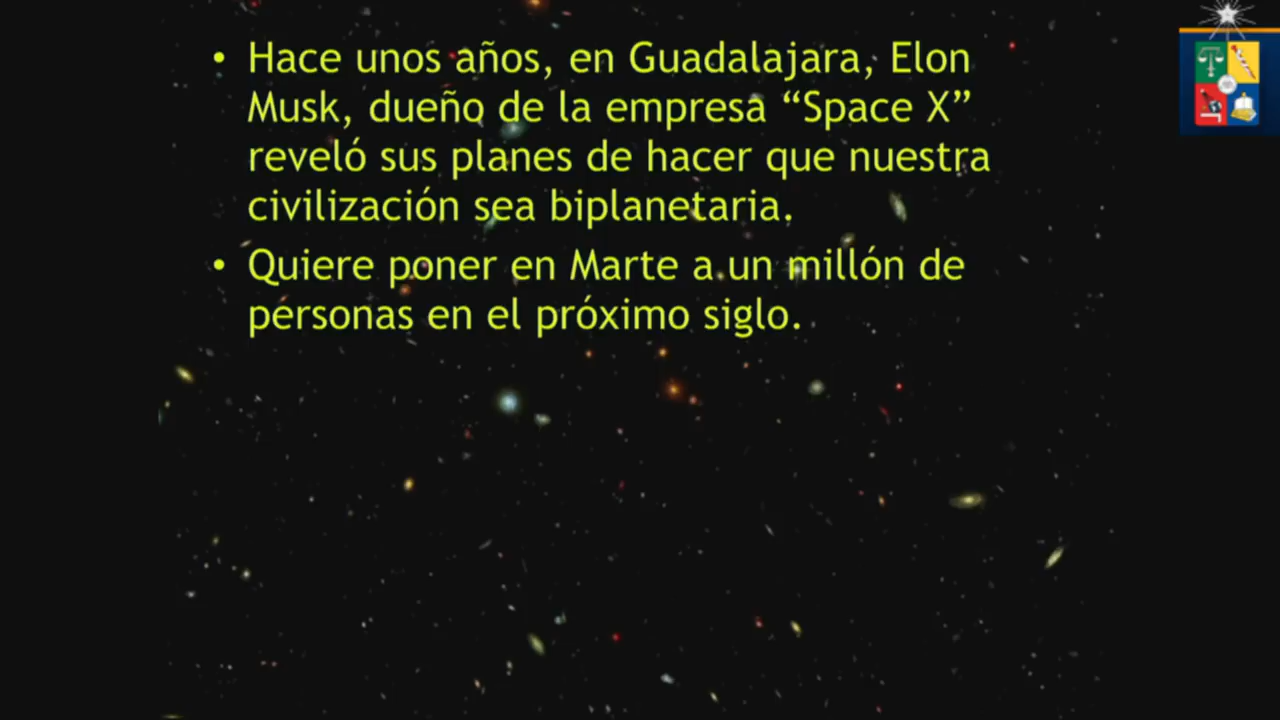 • Hace unos años, en Guadalajara, Elon
Musk, dueño de la empresa “Space X”
reveló sus planes de hacer que nuestra
civilización sea biplanetaria.
• Quiere poner en Marte a un millón de
personas en el próximo siglo.